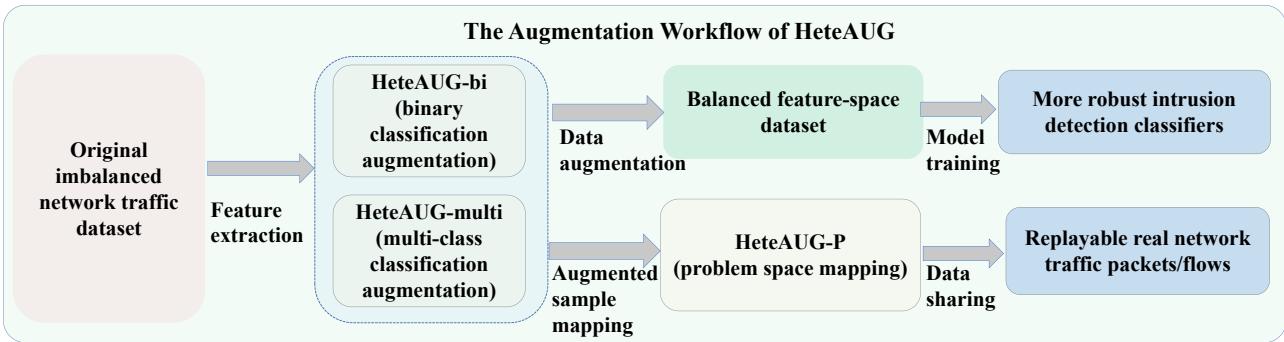 The Augmentation Workflow of HeteAUG
Original
imbalanced
network traffic
dataset
Feature
extraction
HeteAUG-bi
(binary
classification
augmentation)
HeteAUG-multi
(multi-class
classification
augmentation)
Data
augmentation
Balanced feature-space
dataset
Model
training
More robust intrusion
detection classifiers
Augmented
sample
mapping
HeteAUG-P
(problem space mapping)
Data
sharing
Replayable real network
traffic packets/flows